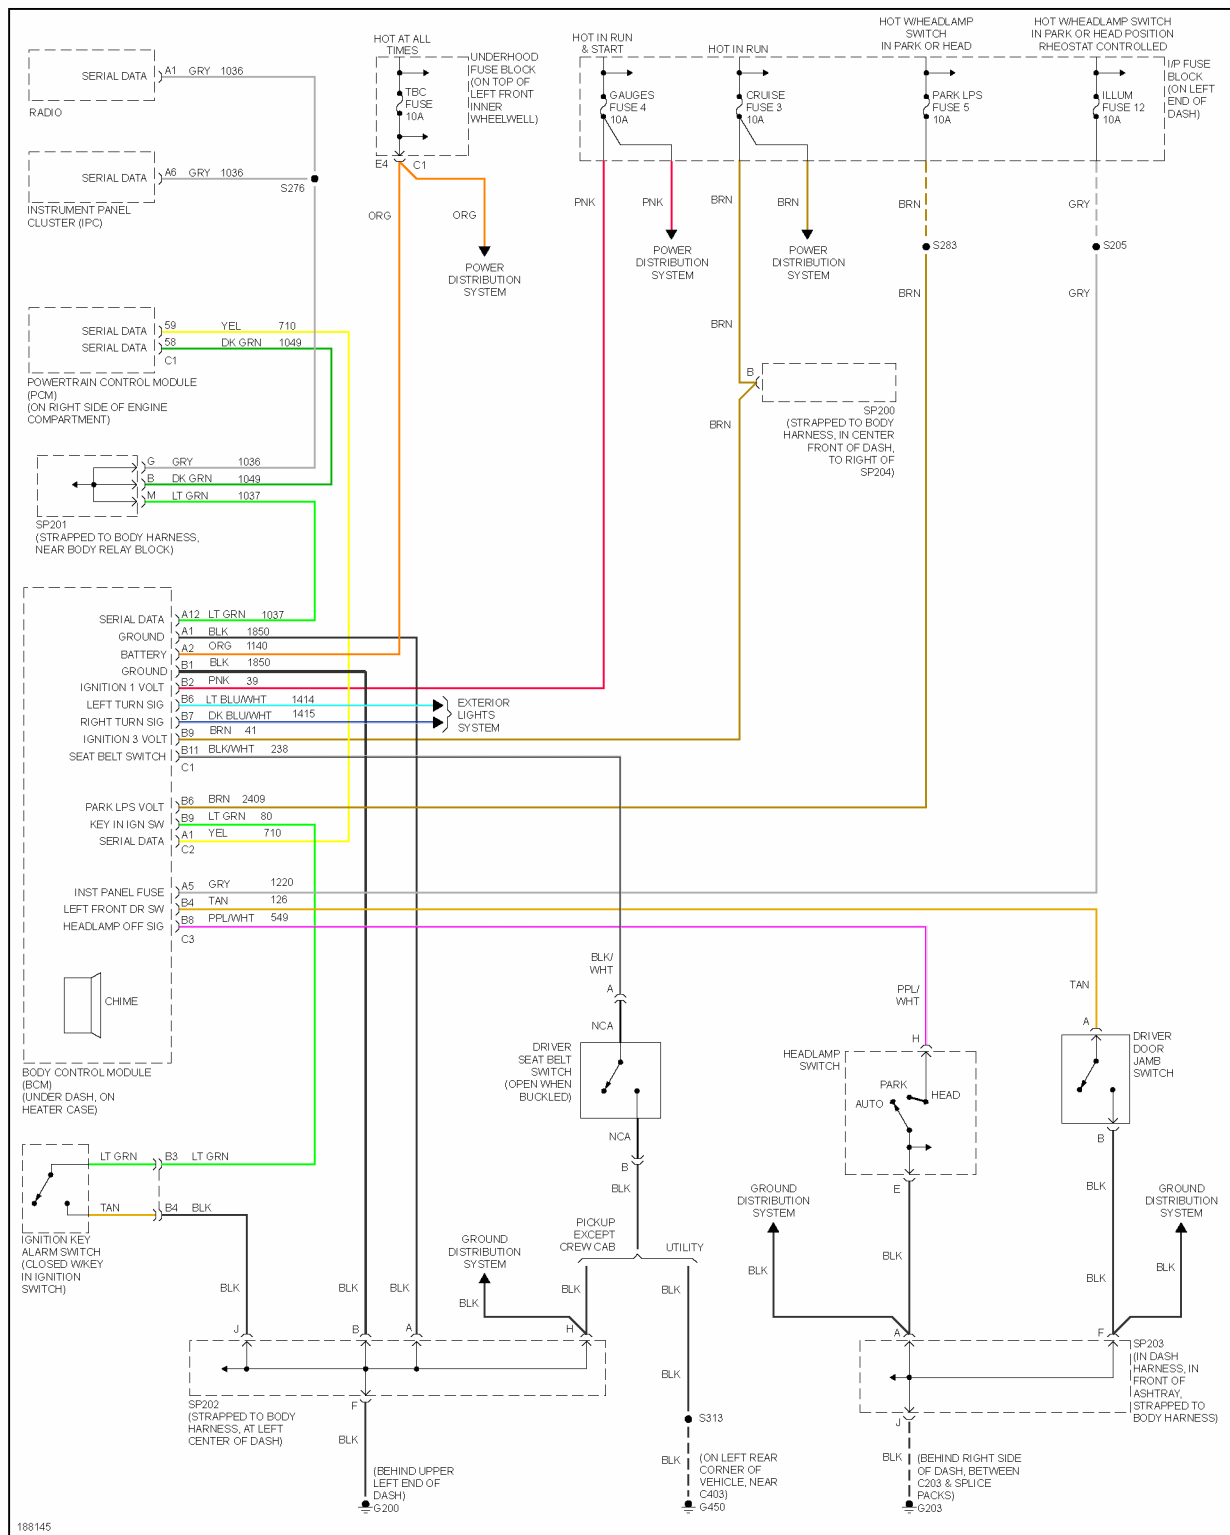 HOT AT ALL
TIMES
HOT IN RUN
& START
HOT IN RUN
HOT W/HEADLAMP
SWITCH
IN PARK OR HEAD
HOT W/HEADLAMP SWITCH
IN PARK OR HEAD POSITION
RHEOSTAT CONTROLLED
SERIAL DATA
A1 GRY 1036
RADIO
UNDERHOOD
FUSE BLOCK
(ON TOP OF
LEFT FRONT
INNER
WHEELWELL)
TBC
FUSE
10A
GAUGES
FUSE 4
10A
CRUISE
FUSE 3
10A
PARK LPS
FUSE 5
10A
ILLUM
FUSE 12
10A
I/P FUSE
BLOCK
(ON LEFT
END OF
DASH)
SERIAL DATA
A6 GRY 1036
S276
INSTRUMENT PANEL
CLUSTER (IPC)
E4
C1
ORG
ORG
POWER
DISTRIBUTION
SYSTEM
PNK
PNK
POWER
DISTRIBUTION
SYSTEM
BRN
BRN
POWER
DISTRIBUTION
SYSTEM
BRN
S283
BRN
GRY
S205
GRY
BRN
B
BRN
SP200
(STRAPPED TO BODY
HARNESS, IN CENTER
FRONT OF DASH,
TO RIGHT OF
SP204)
SERIAL DATA
59 YEL 710
SERIAL DATA
58 DK GRN 1049
C1
POWERTRAIN CONTROL MODULE
(PCM)
(ON RIGHT SIDE OF ENGINE
COMPARTMENT)
G GRY 1036
B DK GRN 1049
M LT GRN 1037
SP201
(STRAPPED TO BODY HARNESS,
NEAR BODY RELAY BLOCK)
SERIAL DATA A12 LT GRN 1037
GROUND A1 BLK 1850
BATTERY A2 ORG 1140
GROUND B1 BLK 1850
IGNITION 1 VOLT B2 PNK 39
LEFT TURN SIG B6 LT BLU/WHT 1414
RIGHT TURN SIG B7 DK BLU/WHT 1415
IGNITION 3 VOLT B9 BRN 41
SEAT BELT SWITCH B11 BLK/WHT 238
C1
EXTERIOR
LIGHTS
SYSTEM
PARK LPS VOLT B6 BRN 2409
KEY IN IGN SW B9 LT GRN 80
SERIAL DATA A1 YEL 710
C2
INST PANEL FUSE A5 GRY 1220
LEFT FRONT DR SW B4 TAN 126
HEADLAMP OFF SIG B8 PPL/WHT 549
C3
CHIME
BODY CONTROL MODULE
(BCM)
(UNDER DASH, ON
HEATER CASE)
BLK/
WHT
A
NCA
DRIVER
SEAT BELT
SWITCH
(OPEN WHEN
BUCKLED)
NCA
B
BLK
PPL/
WHT
H
HEADLAMP
SWITCH
PARK
AUTO
HEAD
E
TAN
A
DRIVER
DOOR
JAMB
SWITCH
B
LT GRN B3 LT GRN
TAN B4 BLK
IGNITION KEY
ALARM SWITCH
(CLOSED W/KEY
IN IGNITION
SWITCH)
PICKUP
EXCEPT
CREW CAB
UTILITY
GROUND
DISTRIBUTION
SYSTEM
GROUND
DISTRIBUTION
SYSTEM
GROUND
DISTRIBUTION
SYSTEM
BLK
BLK
BLK
BLK
BLK
BLK
BLK
BLK
BLK
BLK
BLK
J
B
A
H
A
F
SP202
(STRAPPED TO BODY
HARNESS, AT LEFT
CENTER OF DASH)
F
BLK
(BEHIND UPPER
LEFT END OF
DASH)
G200
BLK
S313
BLK
(ON LEFT REAR
CORNER OF
VEHICLE, NEAR
C403)
G450
SP203
(IN DASH
HARNESS, IN
FRONT OF
ASHTRAY,
STRAPPED TO
BODY HARNESS)
J
BLK
(BEHIND RIGHT SIDE
OF DASH, BETWEEN
C203 & SPLICE
PACKS)
G203
188145